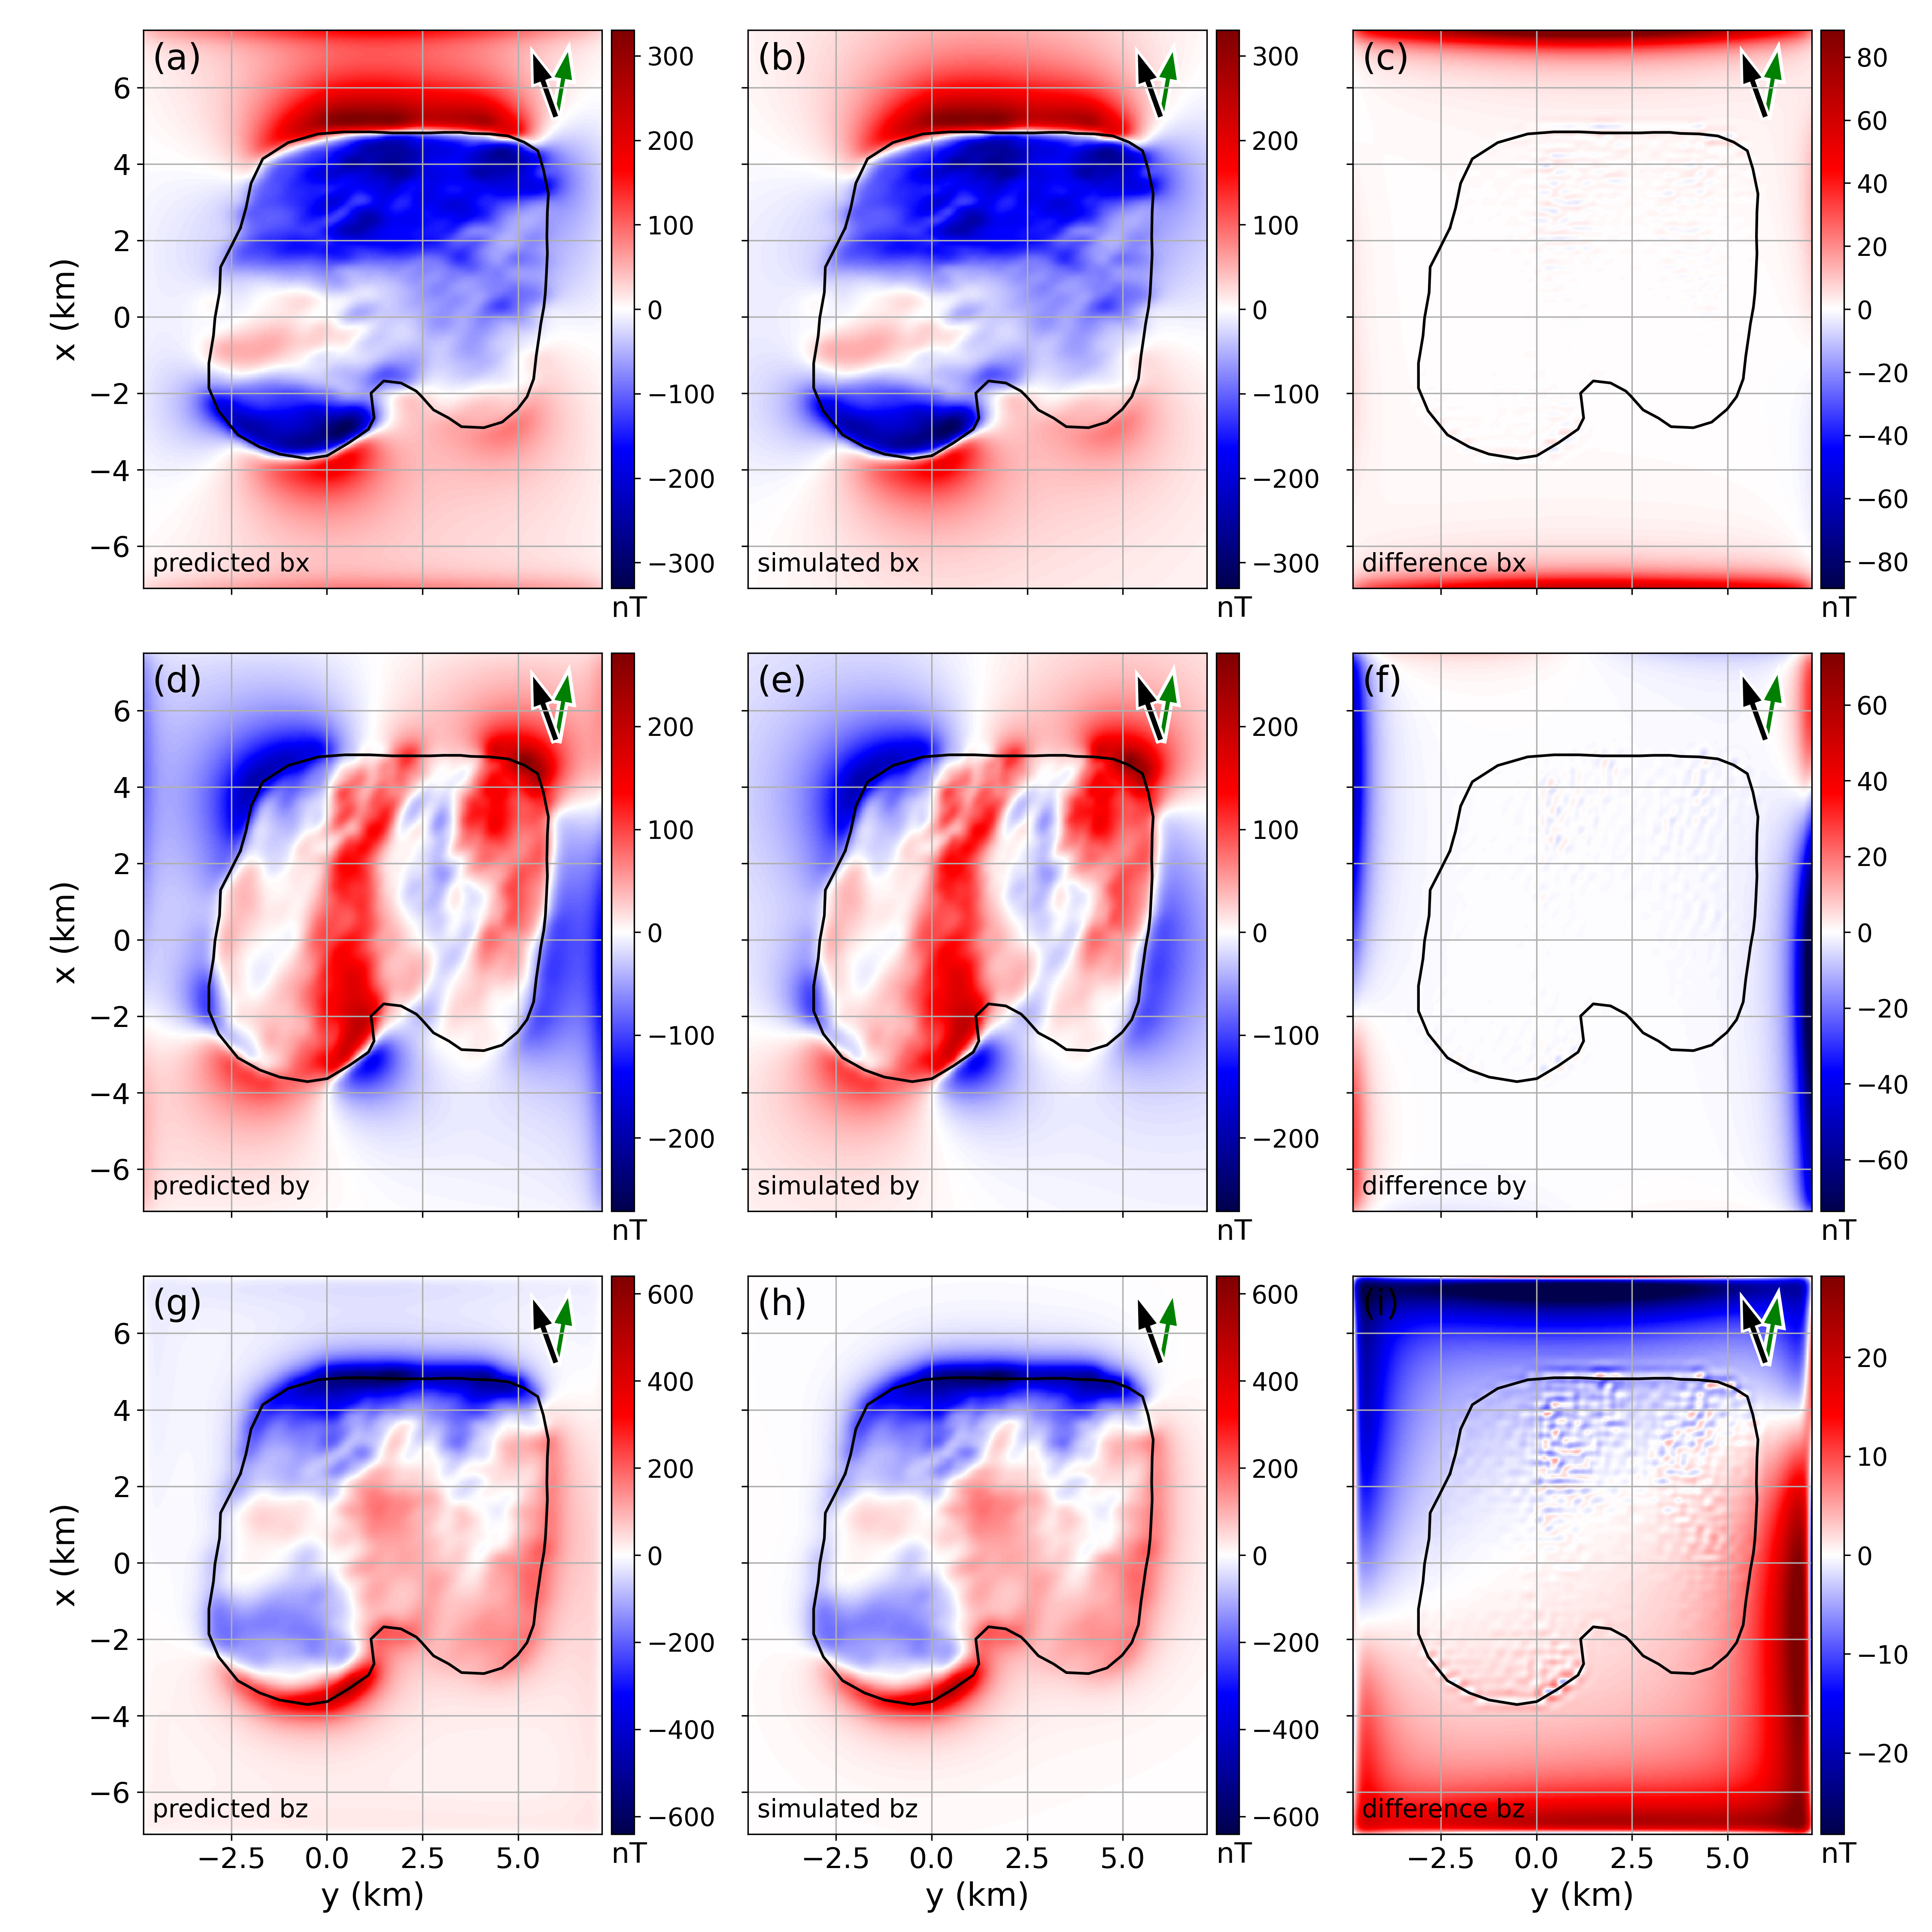 (a)
6
4
2
0
−2
−4
−6
x (km)
predicted bx
300
200
100
0
−100
−200
−300
nT
(b)
simulated bx
300
200
100
0
−100
−200
−300
nT
(c)
difference bx
80
60
40
20
0
−20
−40
−60
−80
nT
(d)
6
4
2
0
−2
−4
−6
x (km)
predicted by
200
100
0
−100
−200
nT
(e)
simulated by
200
100
0
−100
−200
nT
(f)
difference by
60
40
20
0
−20
−40
−60
nT
(g)
6
4
2
0
−2
−4
−6
x (km)
predicted bz
−2.5 0.0 2.5 5.0
y (km)
600
400
200
0
−200
−400
−600
nT
(h)
simulated bz
−2.5 0.0 2.5 5.0
y (km)
600
400
200
0
−200
−400
−600
nT
(i)
difference bz
−2.5 0.0 2.5 5.0
y (km)
20
10
0
−10
−20
nT